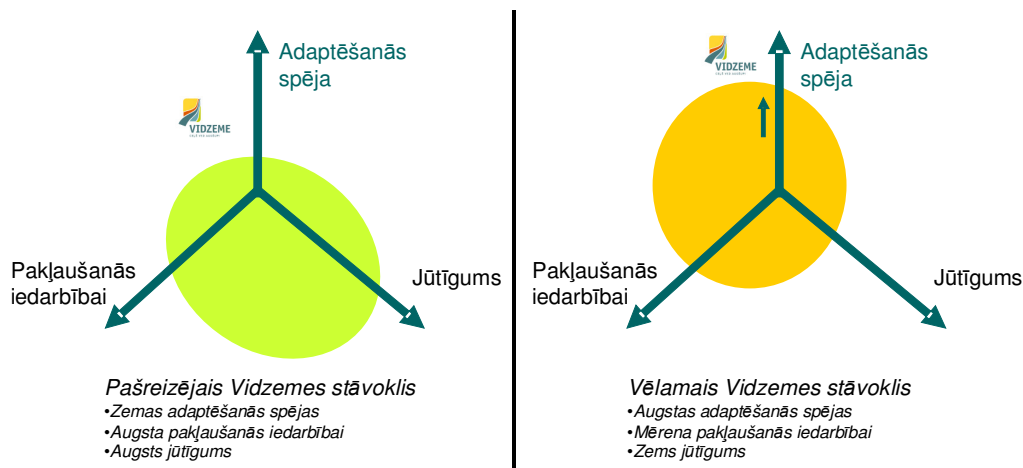 Adaptēšanās
spēja
VIDZEME
Pakļaušanās
iedarbībai
Jūtīgums
Pašreizējais Vidzemes stāvoklis
•Zemas adaptēšanās spējas
•Augsta pakļaušanās iedarbībai
•Augsts jūtīgums
VIDZEME
Adaptēšanās
spēja
Pakļaušanās
iedarbībai
Jūtīgums
Vēlamais Vidzemes stāvoklis
•Augstas adaptēšanās spējas
•Mērena pakļaušanās iedarbībai
•Zems jūtīgums